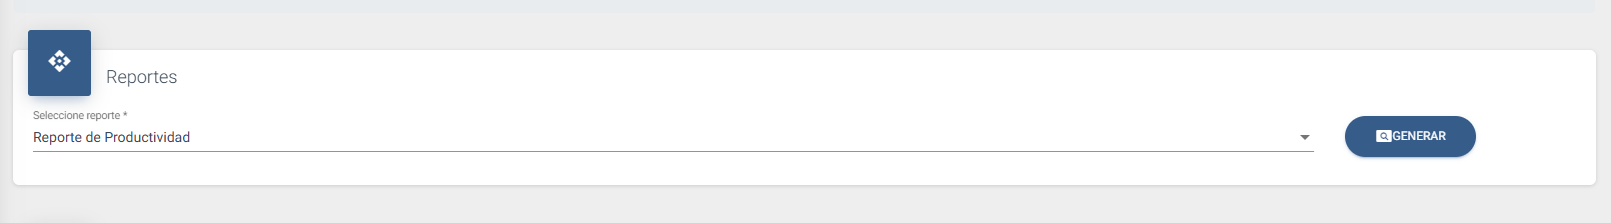 Reportes
Seleccione reporte *
Reporte de Productividad
GENERAR